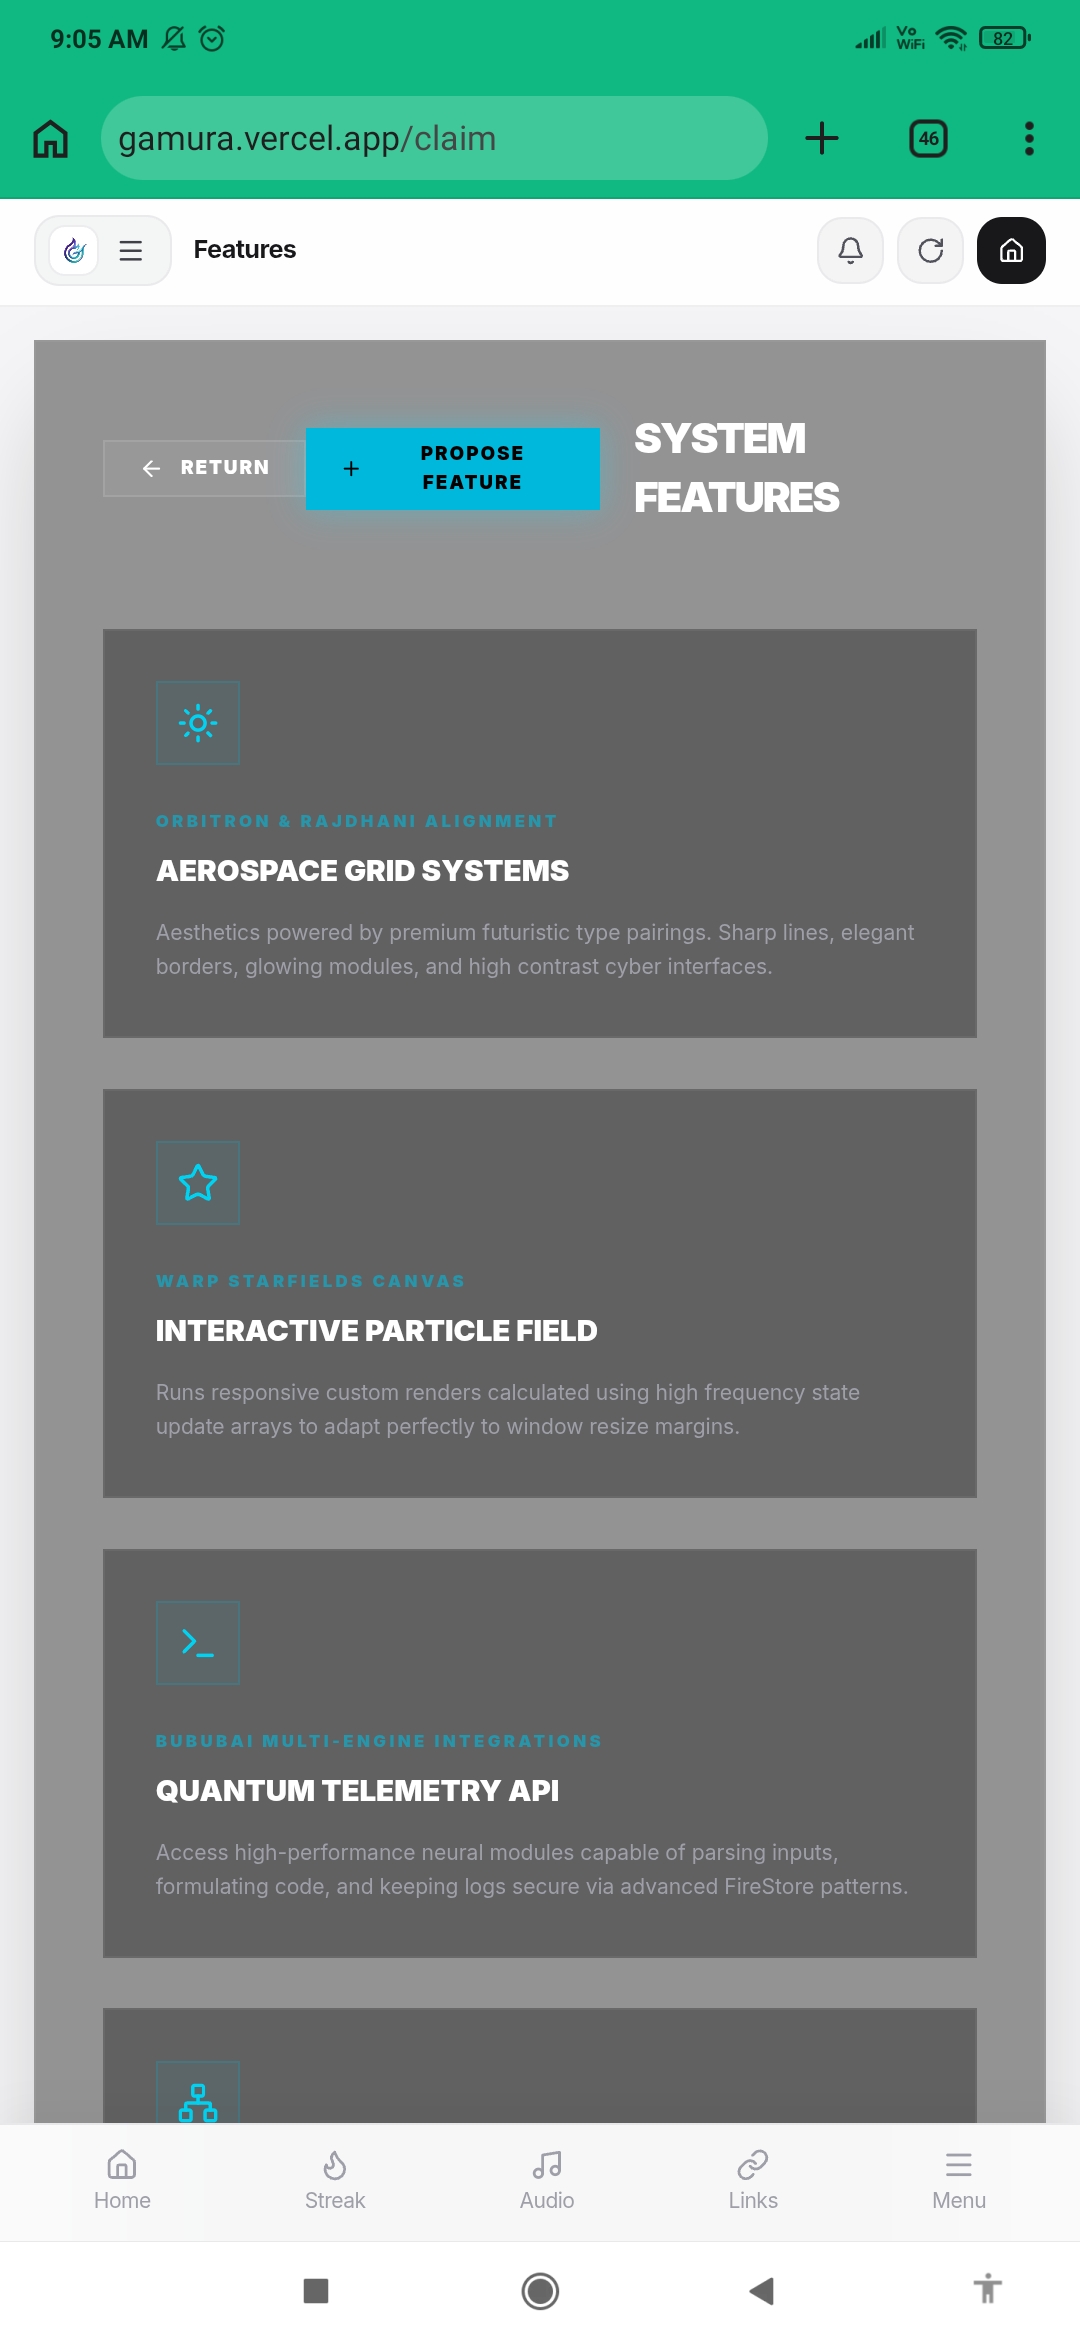 9:05 AM
Vo
WiFi
82
gamura.vercel.app/claim
46
Features
RETURN
PROPOSE
FEATURE
SYSTEM
FEATURES
ORBITRON & RAJDHANI ALIGNMENT
AEROSPACE GRID SYSTEMS
Aesthetics powered by premium futuristic type pairings. Sharp lines, elegant
borders, glowing modules, and high contrast cyber interfaces.
WARP STARFIELDS CANVAS
INTERACTIVE PARTICLE FIELD
Runs responsive custom renders calculated using high frequency state
update arrays to adapt perfectly to window resize margins.
BUBUBAI MULTI-ENGINE INTEGRATIONS
QUANTUM TELEMETRY API
Access high-performance neural modules capable of parsing inputs,
formulating code, and keeping logs secure via advanced FireStore patterns.
Home
Streak
Audio
Links
Menu